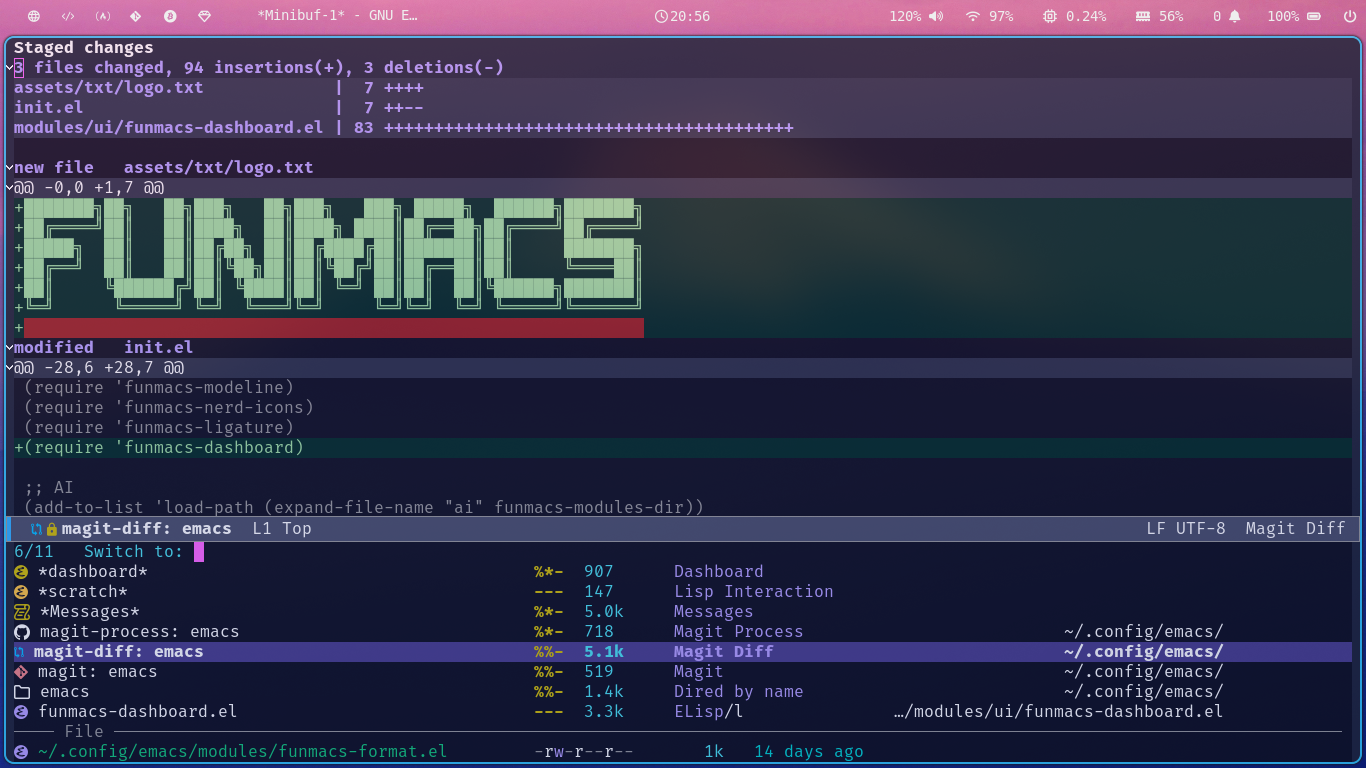 *Minibuf-1* - GNU E… 20:56 120% 97% 0.24% 56% 0 100%
Staged changes
3 files changed, 94 insertions(+), 3 deletions(-)
assets/txt/logo.txt | 7 ++++
init.el | 7 ++--
modules/ui/funmacs-dashboard.el | 83 +++++++++++++++++++++++++++++++++++++++++
new file assets/txt/logo.txt
@@ -0,0 +1,7 @@
FUNMACS
modified init.el
@@ -28,6 +28,7 @@
(require 'funmacs-modeline)
(require 'funmacs-nerd-icons)
(require 'funmacs-ligature)
+(require 'funmacs-dashboard)
;; AI
(add-to-list 'load-path (expand-file-name "ai" funmacs-modules-dir))
magit-diff: emacs L1 Top LF UTF-8 Magit Diff
6/11 Switch to:
*dashboard* %*- 907 Dashboard
*scratch* --- 147 Lisp Interaction
*Messages* %*- 5.0k Messages
magit-process: emacs %*- 718 Magit Process ~/.config/emacs/
magit-diff: emacs %%- 5.1k Magit Diff ~/.config/emacs/
magit: emacs %%- 519 Magit ~/.config/emacs/
emacs %%- 1.4k Dired by name ~/.config/emacs/
funmacs-dashboard.el --- 3.3k ELisp/l …/modules/ui/funmacs-dashboard.el
File
~/.config/emacs/modules/funmacs-format.el -rw-r--r-- 1k 14 days ago